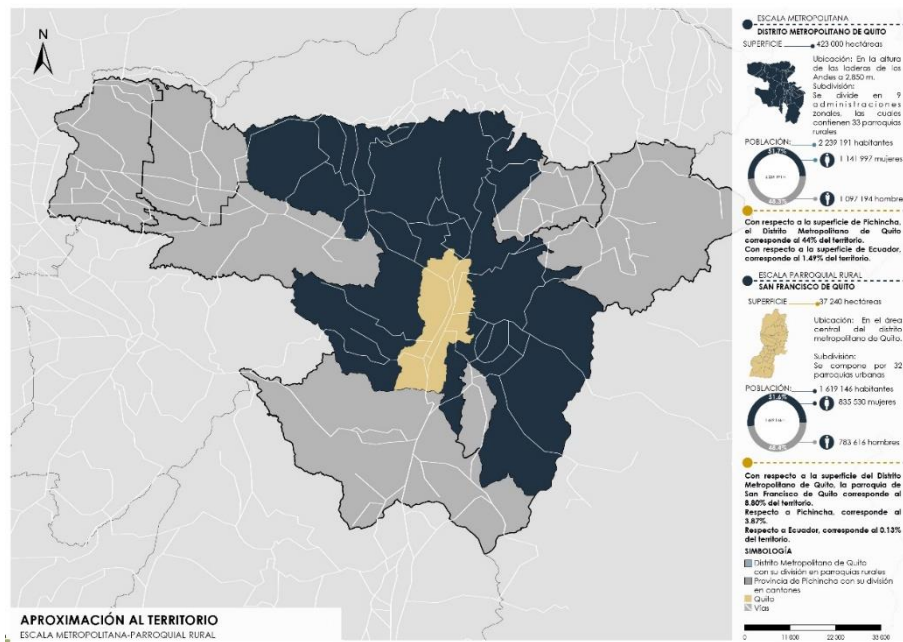 N
ESCALA METROPOLITANA
DISTRITO METROPOLITANO DE QUITO
SUPERFICIE
423 000 hectáreas
Ubicación: En la altura
de las laderas de los
Andes a 2.850 m.
Subdivisión:
Se divide en 9
administraciones
zonales, las cuales
contienen 33 parroquias
rurales
POBLACIÓN:
2 239 191 habitantes
1 141 997 mujeres
1 097 194 hombre
Con respecto a la superficie de Pichincha,
el Distrito Metropolitano de Quito
corresponde al 44% del territorio.
Con respecto a la superficie de Ecuador,
corresponde al 1.49% del territorio.
ESCALA PARROQUIAL RURAL
SAN FRANCISCO DE QUITO
SUPERFICIE
37 240 hectáreas
Ubicación: En el área
central del distrito
metropolitano de Quito.
Subdivisión:
Se compone por 32
parroquias urbanas
POBLACIÓN:
1 619 146 habitantes
51.6%
835 530 mujeres
48.4%
783 616 hombres
Con respecto a la superficie del Distrito
Metropolitano de Quito, la parroquia de
San Francisco de Quito corresponde al
8.80% del territorio.
Respecto a Pichincha, corresponde al
3.87%.
Respecto a Ecuador, corresponde al 0.13%
del territorio.
SIMBOLOGÍA
Distrito Metropolitano de Quito
con su división en parroquias rurales
Provincia de Pichincha con su división
en cantones
Quito
Vías
0 11 000 22 000 33 000
APROXIMACIÓN AL TERRITORIO
ESCALA METROPOLITANA-PARROQUIAL RURAL